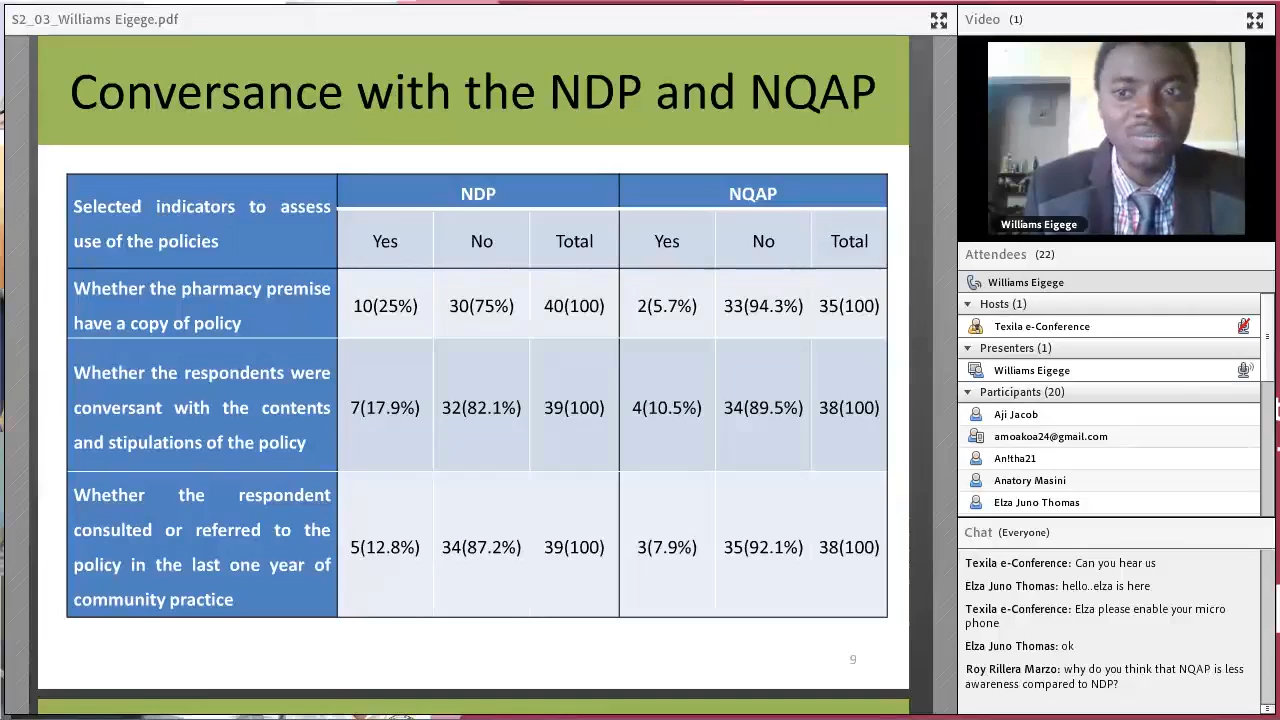 S2_03_Williams Eigege.pdf
Conversance with the NDP and NQAP
Selected indicators to assess
use of the policies
NDP
NQAP
Yes
No
Total
Yes
No
Total
Whether the pharmacy premise
have a copy of policy
10(25%)
30(75%)
40(100)
2(5.7%)
33(94.3%)
35(100)
Whether the respondents were
conversant with the contents
and stipulations of the policy
7(17.9%)
32(82.1%)
39(100)
4(10.5%)
34(89.5%)
38(100)
Whether the respondent
consulted or referred to the
policy in the last one year of
community practice
5(12.8%)
34(87.2%)
39(100)
3(7.9%)
35(92.1%)
38(100)
9
Video (1)
Williams Eigege
Attendees (22)
Williams Eigege
Hosts (1)
Texila e-Conference
Presenters (1)
Williams Eigege
Participants (20)
Aji Jacob
amoakoa24@gmail.com
An!tha21
Anatory Masini
Elza Juno Thomas
Chat (Everyone)
Texila e-Conference: Can you hear us
Elza Juno Thomas: hello..elza is here
Texila e-Conference: Elza please enable your micro
phone
Elza Juno Thomas: ok
Roy Rillera Marzo: why do you think that NQAP is less
awareness compared to NDP?